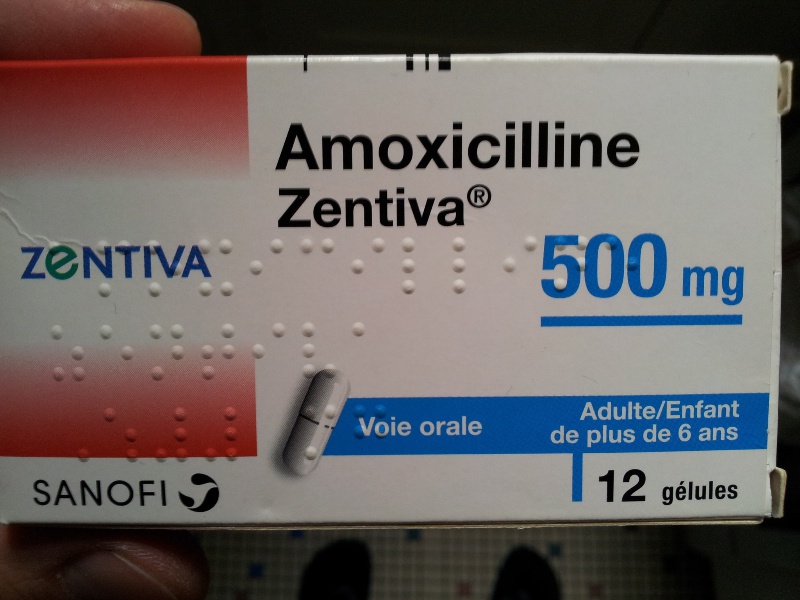 Amoxicilline
Zentiva®
ZENTIVA
500 mg
Voie orale
Adulte/Enfant
de plus de 6 ans
SANOFI
12 gélules